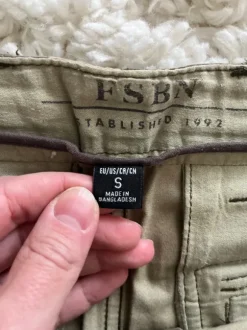 FSBN
ESTABLISHED 1992
EU/US/CR/CN
S
MADE IN
BANGLADESH